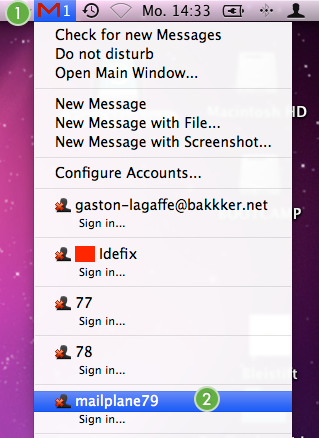 1
1
Mo. 14:33
Check for new Messages
Do not disturb
Open Main Window...
New Message
New Message with File...
New Message with Screenshot...
Configure Accounts...
Macintosh HD
gaston-lagaffe@bakkker.net
Sign in...
Idefix
Sign in...
77
Sign in...
78
Sign in...
mailplane79
2